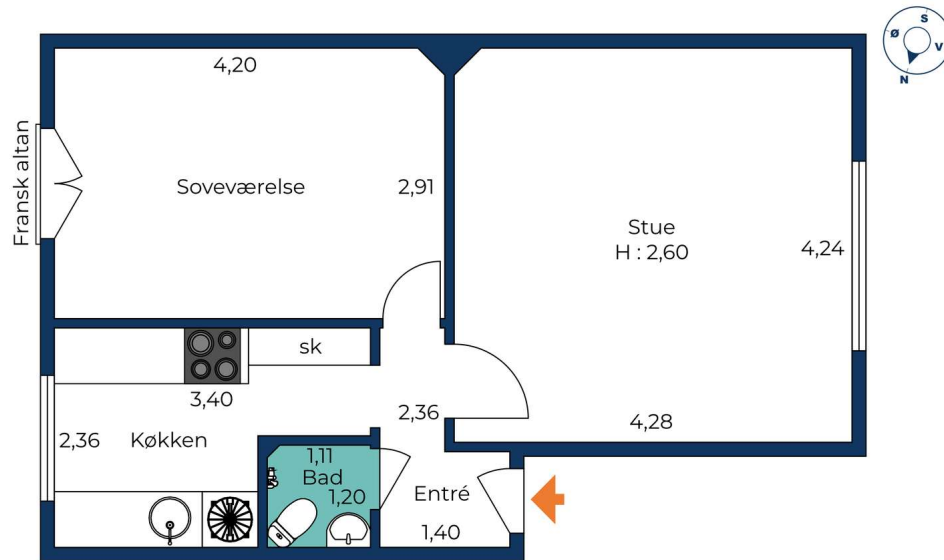 S
Ø
V
N
4,20
Fransk altan
Soveværelse
2,91
Stue
H : 2,60
4,24
sk
3,40
2,36
Køkken
2,36
4,28
1,11
Bad
1,20
Entré
1,40